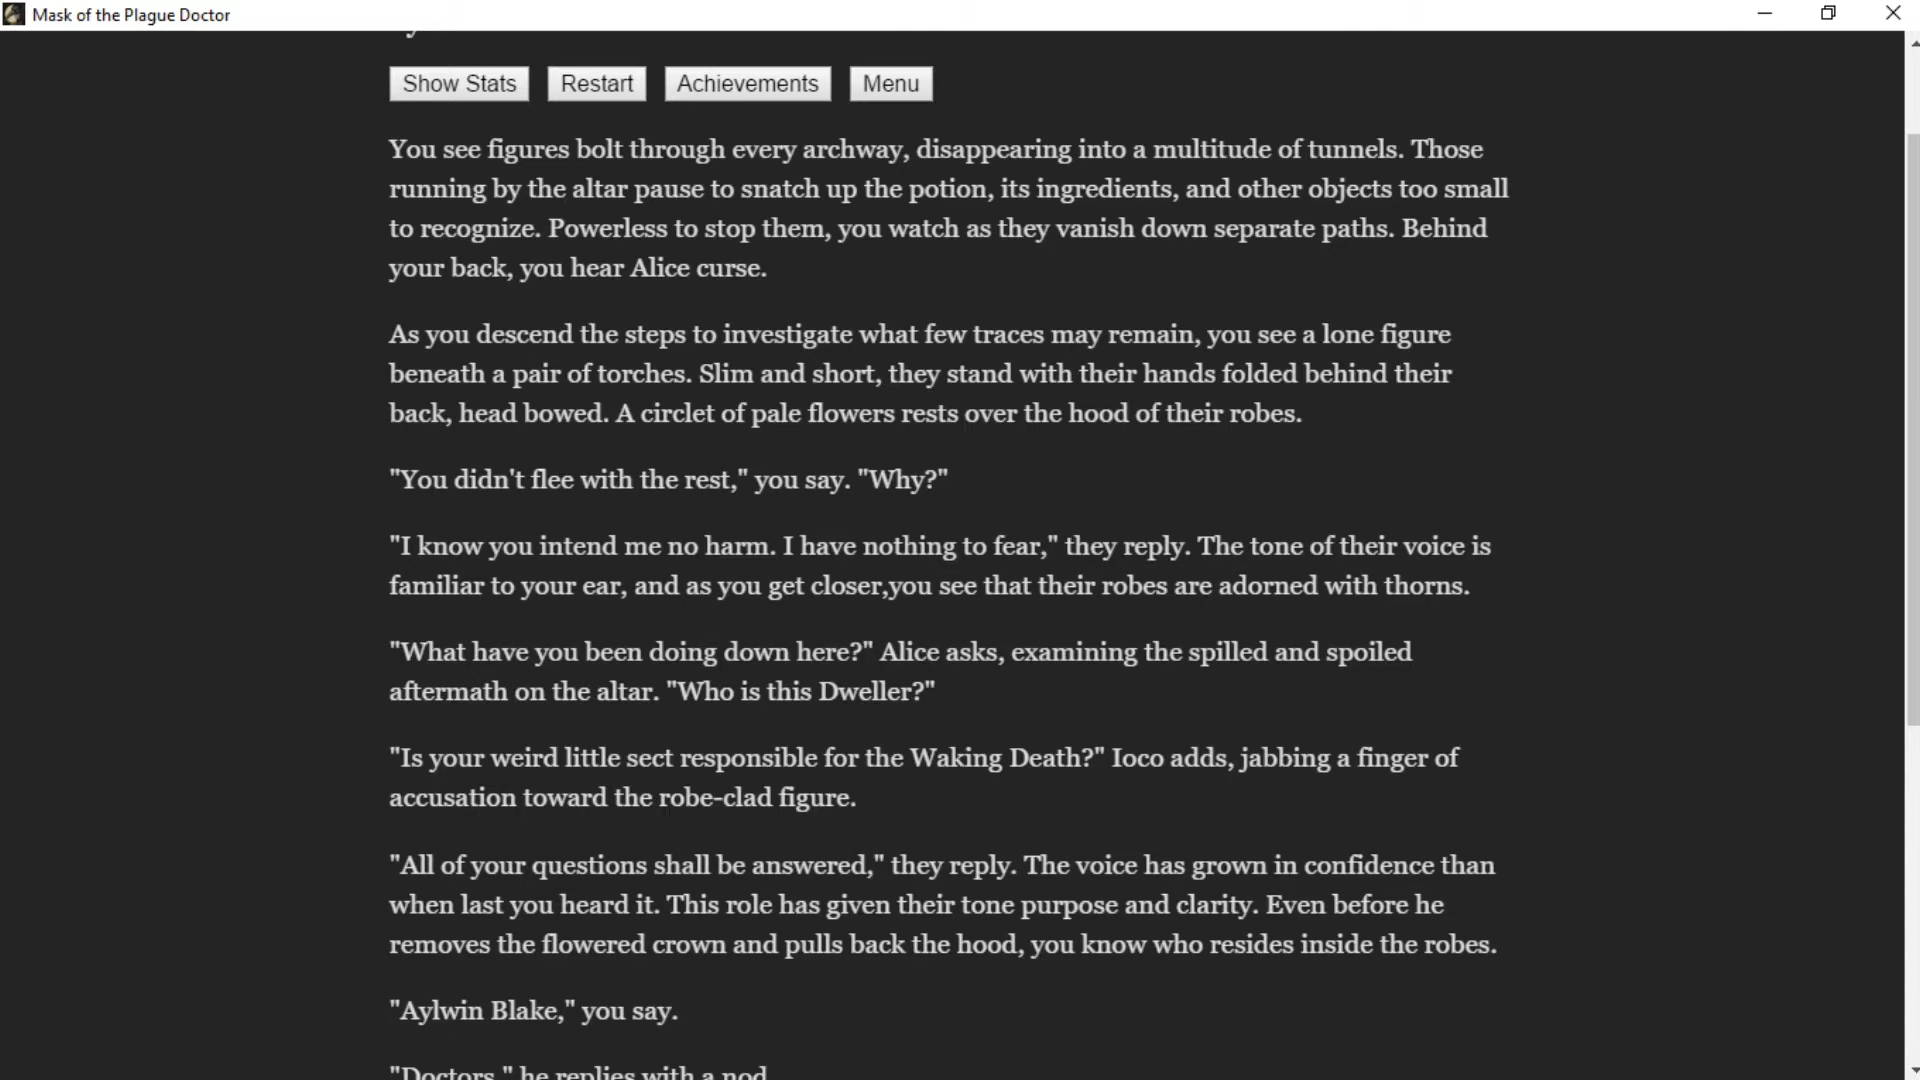 Mask of the Plague Doctor
Show Stats Restart Achievements Menu
You see figures bolt through every archway, disappearing into a multitude of tunnels. Those
running by the altar pause to snatch up the potion, its ingredients, and other objects too small
to recognize. Powerless to stop them, you watch as they vanish down separate paths. Behind
your back, you hear Alice curse.
As you descend the steps to investigate what few traces may remain, you see a lone figure
beneath a pair of torches. Slim and short, they stand with their hands folded behind their
back, head bowed. A circlet of pale flowers rests over the hood of their robes.
"You didn't flee with the rest," you say. "Why?"
"I know you intend me no harm. I have nothing to fear," they reply. The tone of their voice is
familiar to your ear, and as you get closer,you see that their robes are adorned with thorns.
"What have you been doing down here?" Alice asks, examining the spilled and spoiled
aftermath on the altar. "Who is this Dweller?"
"Is your weird little sect responsible for the Waking Death?" Ioco adds, jabbing a finger of
accusation toward the robe-clad figure.
"All of your questions shall be answered," they reply. The voice has grown in confidence than
when last you heard it. This role has given their tone purpose and clarity. Even before he
removes the flowered crown and pulls back the hood, you know who resides inside the robes.
"Aylwin Blake," you say.
"Doctors," he replies with a nod